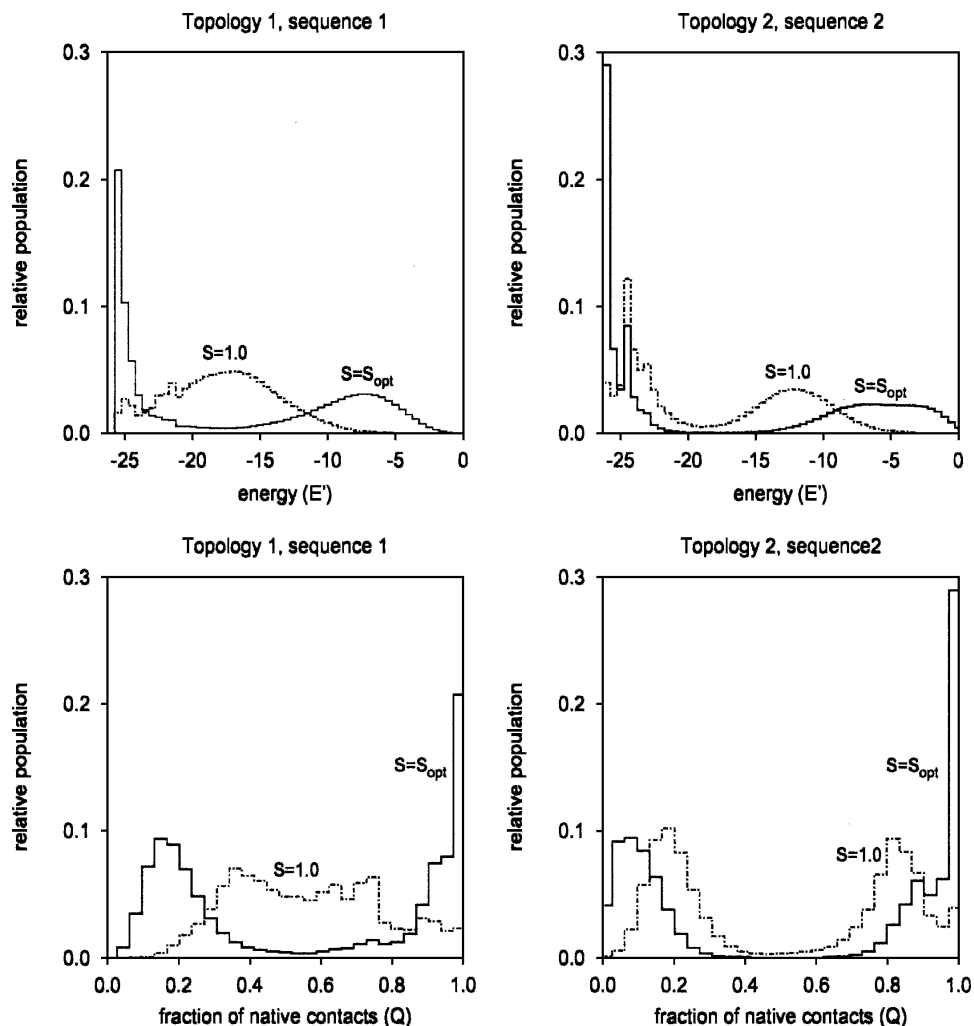 Topology 1, sequence 1
0.3
0.2
0.1
0.0
relative population
S=1.0
S=Sopt
-25
-20
-15
-10
-5
0
energy (E')
Topology 2, sequence 2
0.3
0.2
0.1
0.0
relative population
S=1.0
S=Sopt
-25
-20
-15
-10
-5
0
energy (E')
Topology 1, sequence 1
0.3
0.2
0.1
0.0
relative population
S=Sopt
S=1.0
0.0
0.2
0.4
0.6
0.8
1.0
fraction of native contacts (Q)
Topology 2, sequence2
0.3
0.2
0.1
0.0
relative population
S=Sopt
S=1.0
0.0
0.2
0.4
0.6
0.8
1.0
fraction of native contacts (Q)